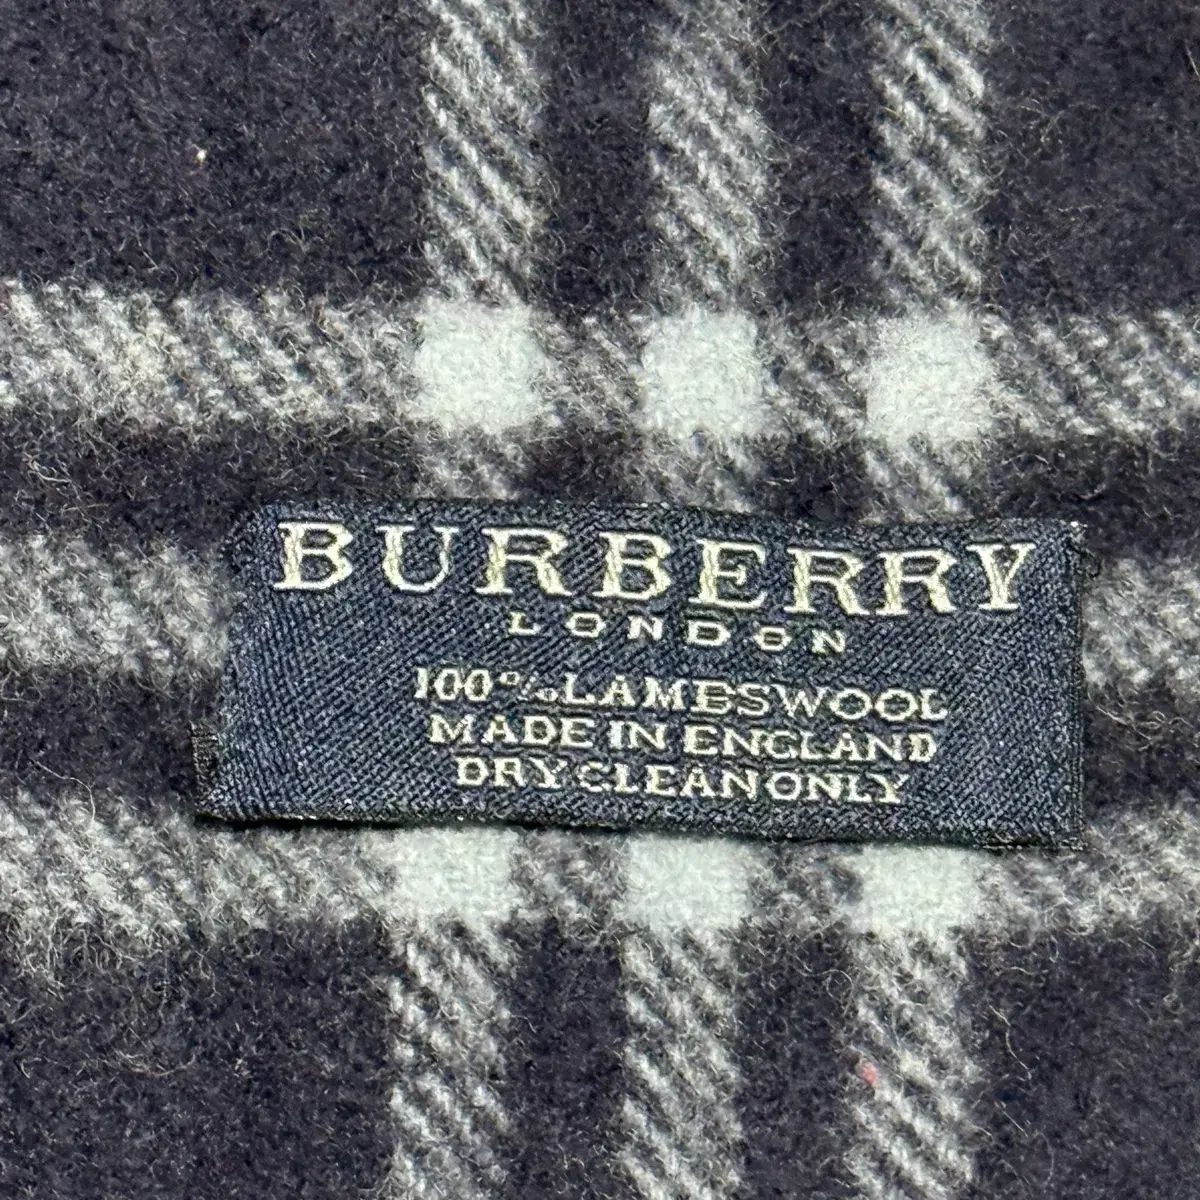 BURBERRY
LONDON
100% LAMBSWOOL
MADE IN ENGLAND
DRY CLEAN ONLY